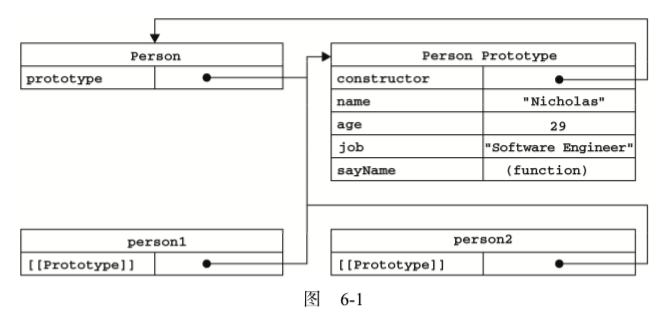 Person
prototype
Person Prototype
constructor
name "Nicholas"
age 29
job "Software Engineer"
sayName (function)
person1
[[Prototype]]
person2
[[Prototype]]
图 6-1